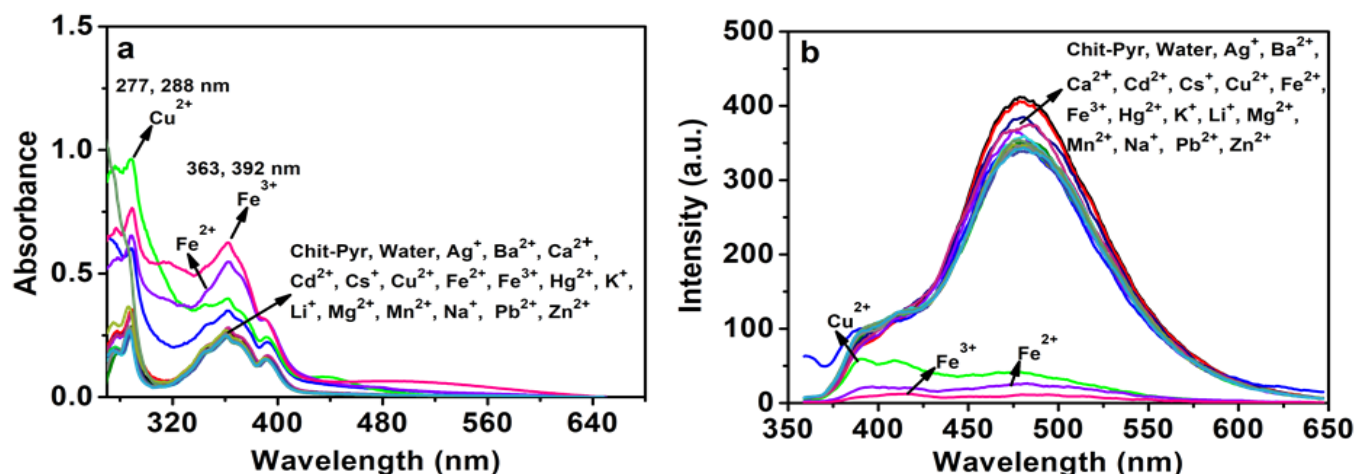 a
1.5
1.0
0.5
0.0
Absorbance
277, 288 nm
Cu²⁺
363, 392 nm
Fe³⁺
Fe²⁺
Chit-Pyr, Water, Ag⁺, Ba²⁺, Ca²⁺,
Cd²⁺, Cs⁺, Cu²⁺, Fe²⁺, Fe³⁺, Hg²⁺, K⁺,
Li⁺, Mg²⁺, Mn²⁺, Na⁺, Pb²⁺, Zn²⁺
320 400 480 560 640
Wavelength (nm)
b
500
400
300
200
100
0
Intensity (a.u.)
Chit-Pyr, Water, Ag⁺, Ba²⁺,
Ca²⁺, Cd²⁺, Cs⁺, Cu²⁺, Fe²⁺,
Fe³⁺, Hg²⁺, K⁺, Li⁺, Mg²⁺,
Mn²⁺, Na⁺, Pb²⁺, Zn²⁺
Cu²⁺
Fe³⁺
Fe²⁺
350 400 450 500 550 600 650
Wavelength (nm)